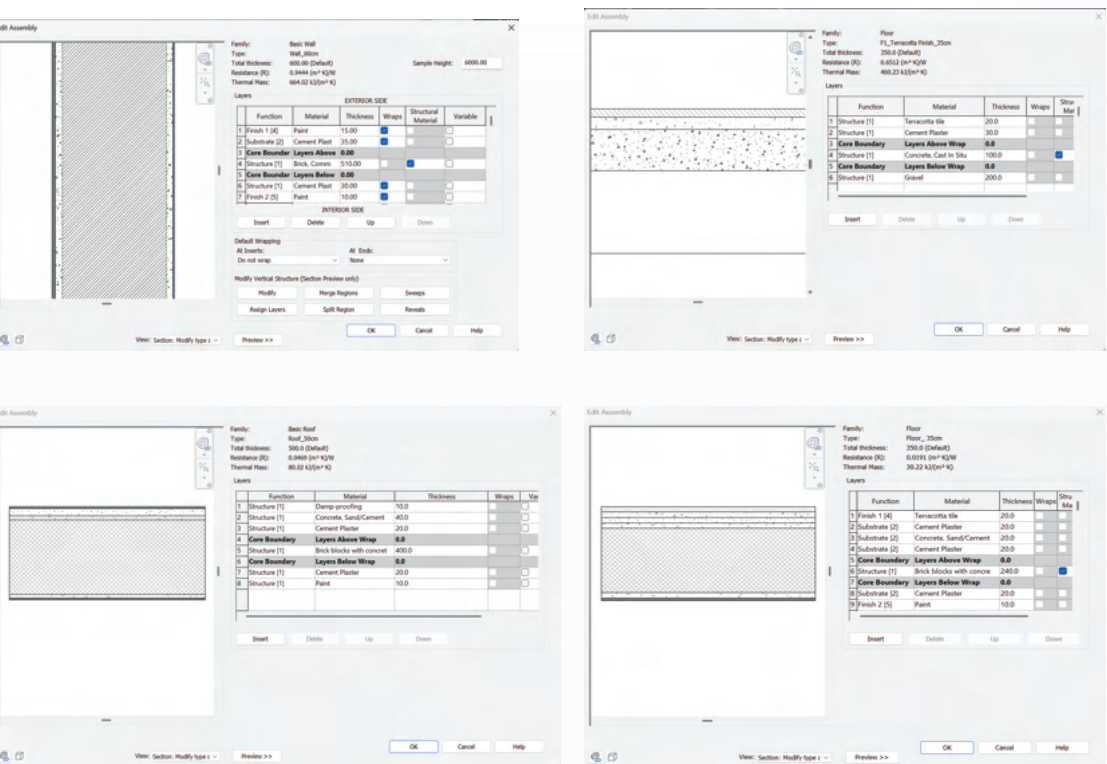 Edit Assembly
Family: Basic Wall
Type: Wall_60cm
Total thickness: 600.00 (Default)
Sample Height: 6000.00
Resistance (R): 0.9444 (m²·K)/W
Thermal Mass: 664.02 kJ/(m²·K)
Layers
EXTERIOR SIDE
Function Material Thickness Wraps Structural Material Variable
1 Finish 1 [4] Paint 15.00
2 Substrate [2] Cement Plast 35.00
3 Core Boundar Layers Above 0.00
4 Structure [1] Brick, Comm 510.00
5 Core Boundar Layers Below 0.00
6 Structure [1] Cement Plast 30.00
7 Finish 2 [5] Paint 10.00
INTERIOR SIDE
Insert Delete Up Down
Default Wrapping
At Inserts: At Ends:
Do not wrap None
Modify Vertical Structure (Section Preview only)
Modify Merge Regions Sweeps
Assign Layers Split Region Reveals
OK Cancel Help
View: Section: Modify type a Preview >>
Edit Assembly
Family: Floor
Type: F1_Terracotta Finish_35cm
Total thickness: 350.0 (Default)
Resistance (R): 0.6512 (m²·K)/W
Thermal Mass: 460.23 kJ/(m²·K)
Layers
Function Material Thickness Wraps Struc Mat
1 Structure [1] Terracotta tile 20.0
2 Structure [1] Cement Plaster 30.0
3 Core Boundary Layers Above Wrap 0.0
4 Structure [1] Concrete, Cast In Situ 100.0
5 Core Boundary Layers Below Wrap 0.0
6 Structure [1] Gravel 200.0
Insert Delete Up Down
OK Cancel Help
View: Section: Modify type a Preview >>
Edit Assembly
Family: Basic Roof
Type: Roof_50cm
Total thickness: 500.0 (Default)
Resistance (R): 0.0469 (m²·K)/W
Thermal Mass: 80.02 kJ/(m²·K)
Layers
Function Material Thickness Wraps Var
1 Structure [1] Damp-proofing 10.0
2 Structure [1] Concrete, Sand/Cement 40.0
3 Structure [1] Cement Plaster 20.0
4 Core Boundary Layers Above Wrap 0.0
5 Structure [1] Brick blocks with concret 400.0
6 Core Boundary Layers Below Wrap 0.0
7 Structure [1] Cement Plaster 20.0
8 Structure [1] Paint 10.0
Insert Delete Up Down
OK Cancel Help
View: Section: Modify type a Preview >>
Edit Assembly
Family: Floor
Type: Floor_ 35cm
Total thickness: 350.0 (Default)
Resistance (R): 0.0191 (m²·K)/W
Thermal Mass: 30.22 kJ/(m²·K)
Layers
Function Material Thickness Wraps Stru Ma
1 Finish 1 [4] Terracotta tile 20.0
2 Substrate [2] Cement Plaster 20.0
3 Substrate [2] Concrete, Sand/Cement 20.0
4 Substrate [2] Cement Plaster 20.0
5 Core Boundary Layers Above Wrap 0.0
6 Structure [1] Brick blocks with concre 240.0
7 Core Boundary Layers Below Wrap 0.0
8 Substrate [2] Cement Plaster 20.0
9 Finish 2 [5] Paint 10.0
Insert Delete Up Down
OK Cancel Help
View: Section: Modify type a Preview >>